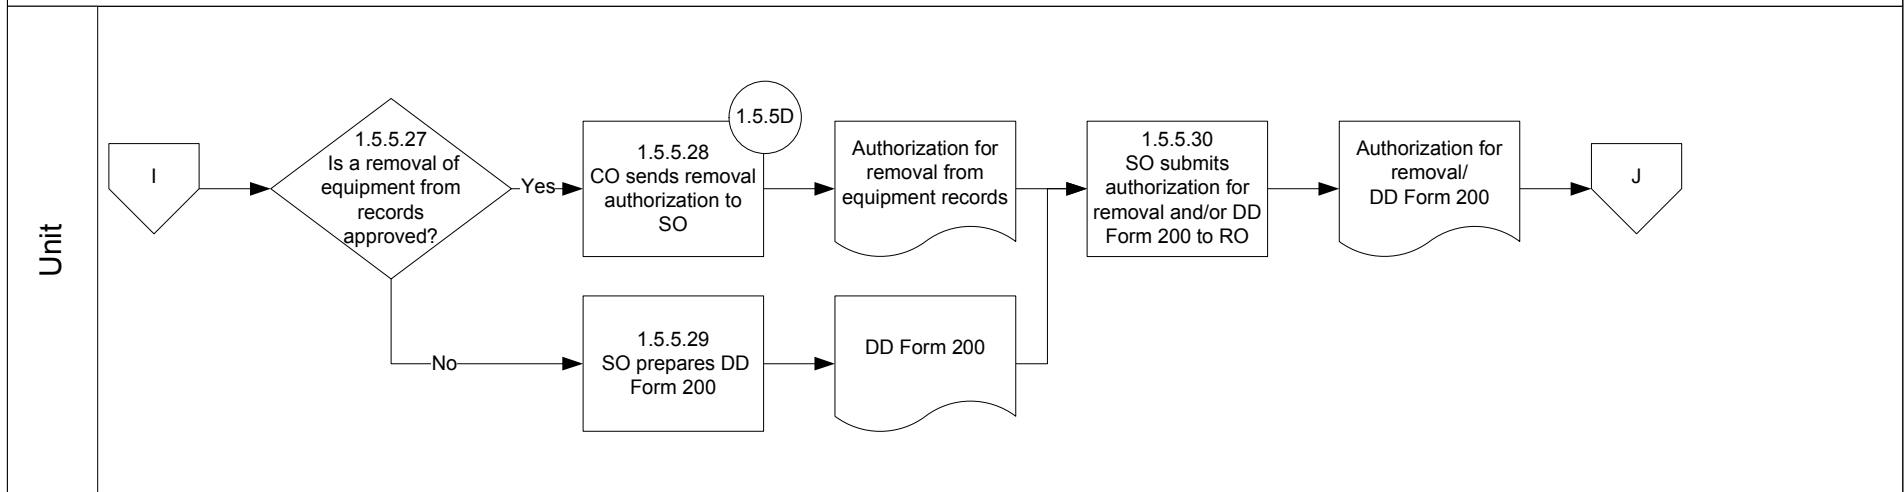 Unit
I
1.5.5.27
Is a removal of
equipment from
records
approved?
Yes
No
1.5.5D
1.5.5.28
CO sends removal
authorization to
SO
Authorization for
removal from
equipment records
1.5.5.29
SO prepares DD
Form 200
DD Form 200
1.5.5.30
SO submits
authorization for
removal and/or DD
Form 200 to RO
Authorization for
removal/
DD Form 200
J